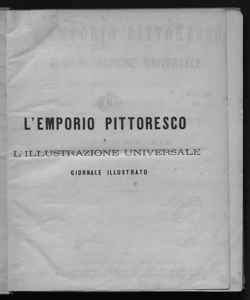 L'EMPORIO PITTORESCO
L'ILLUSTRAZIONE UNIVERSALE
GIORNALE ILLUSTRATO